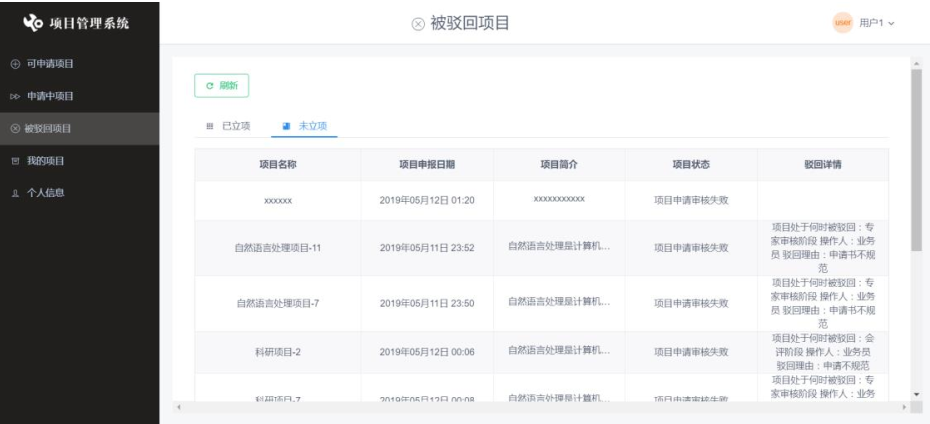 项目管理系统
被驳回项目
user 用户1
可申请项目
申请中项目
被驳回项目
我的项目
个人信息
刷新
已立项 未立项
项目名称 项目申报日期 项目简介 项目状态 驳回详情
xxxxxx 2019年05月12日 01:20 xxxxxxxxxxx 项目申请审核失败
自然语言处理项目-11 2019年05月11日 23:52 自然语言处理是计算机... 项目申请审核失败
项目处于何时被驳回：专
家审核阶段 操作人：业务
员 驳回理由：申请书不规
范
自然语言处理项目-7 2019年05月11日 23:50 自然语言处理是计算机... 项目申请审核失败
项目处于何时被驳回：专
家审核阶段 操作人：业务
员 驳回理由：申请书不规
范
科研项目-2 2019年05月12日 00:06 自然语言处理是计算机... 项目申请审核失败
项目处于何时被驳回：会
评阶段 操作人：业务员
驳回理由：申请不规范
科研项目-7 2019年05月12日 00:08 自然语言处理是计算机... 项目申请审核失败
项目处于何时被驳回：专
家审核阶段 操作人：业务